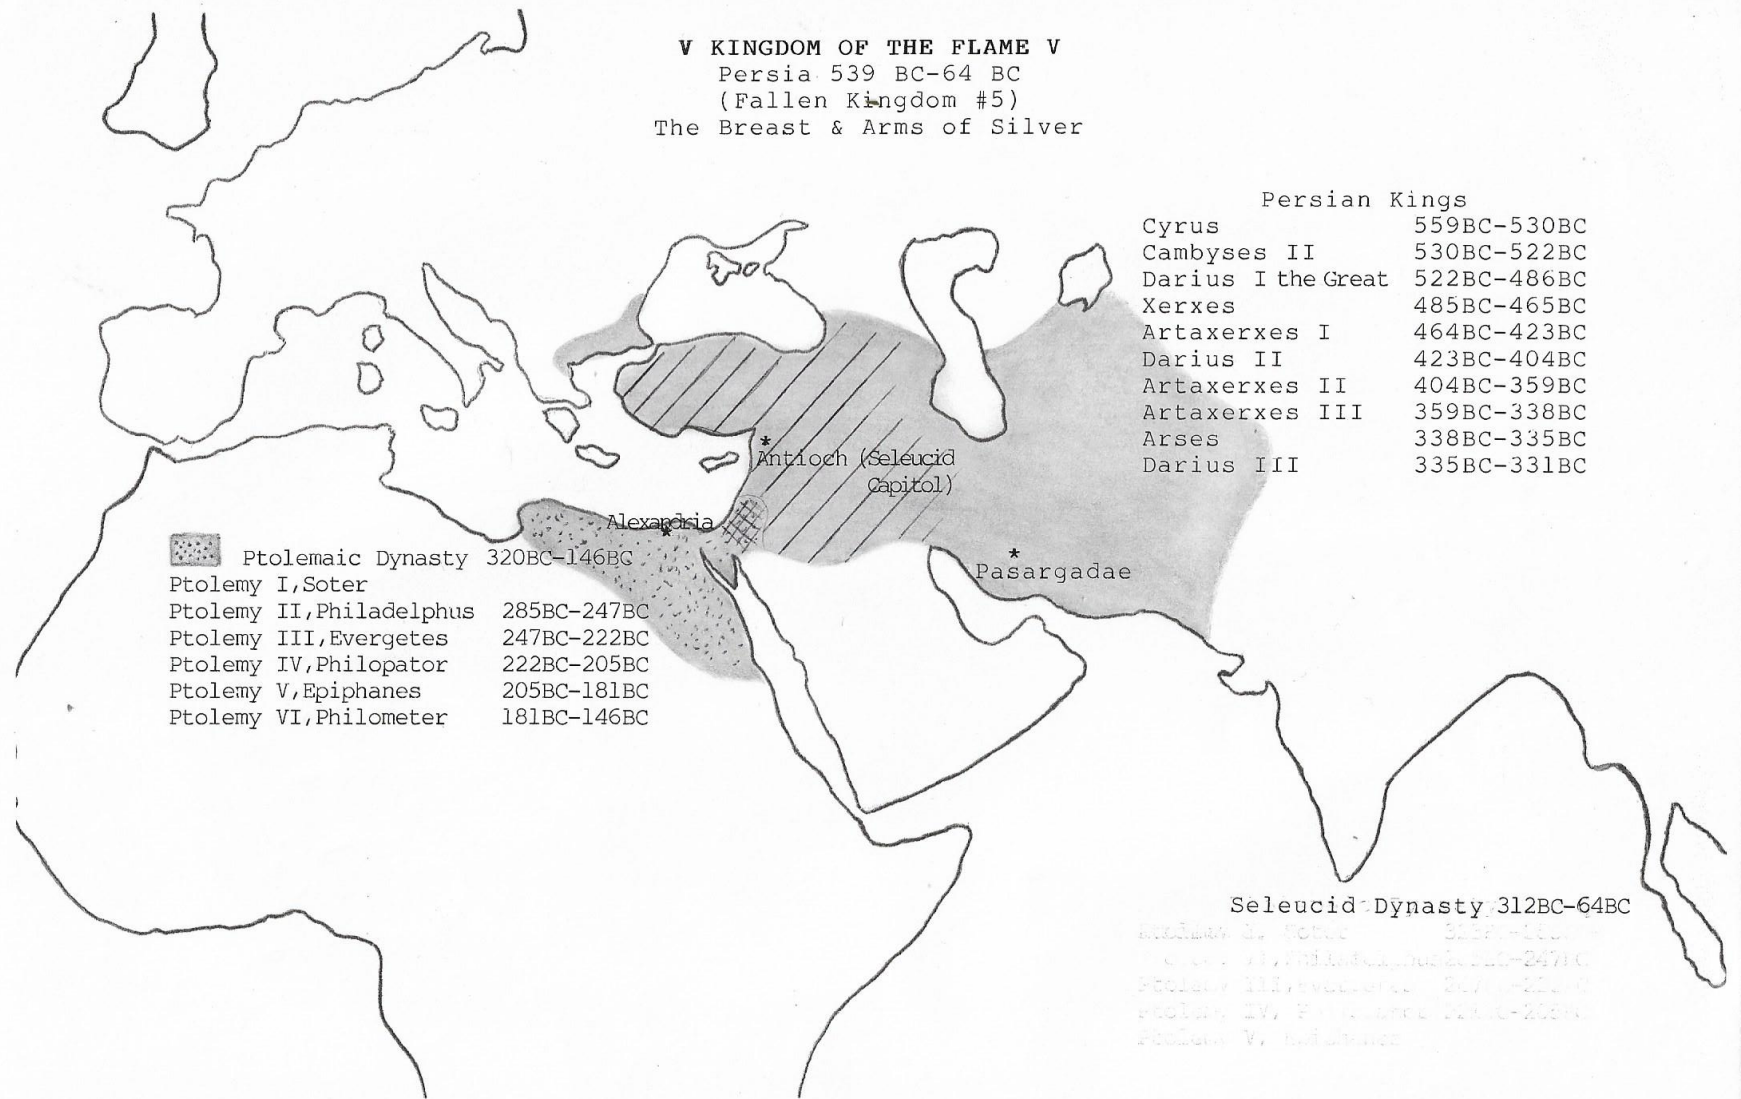 V KINGDOM OF THE FLAME V
Persia 539 BC-64 BC
(Fallen Kingdom #5)
The Breast & Arms of Silver
Persian Kings
Cyrus 559BC-530BC
Cambyses II 530BC-522BC
Darius I the Great 522BC-486BC
Xerxes 485BC-465BC
Artaxerxes I 464BC-423BC
Darius II 423BC-404BC
Artaxerxes II 404BC-359BC
Artaxerxes III 359BC-338BC
Arses 338BC-335BC
Darius III 335BC-331BC
* 
Antioch (Seleucid
Capitol)
Alexandria
*
*
Pasargadae
Ptolemaic Dynasty 320BC-146BC
Ptolemy I,Soter
Ptolemy II,Philadelphus 285BC-247BC
Ptolemy III,Evergetes 247BC-222BC
Ptolemy IV,Philopator 222BC-205BC
Ptolemy V,Epiphanes 205BC-181BC
Ptolemy VI,Philometer 181BC-146BC
Seleucid Dynasty 312BC-64BC